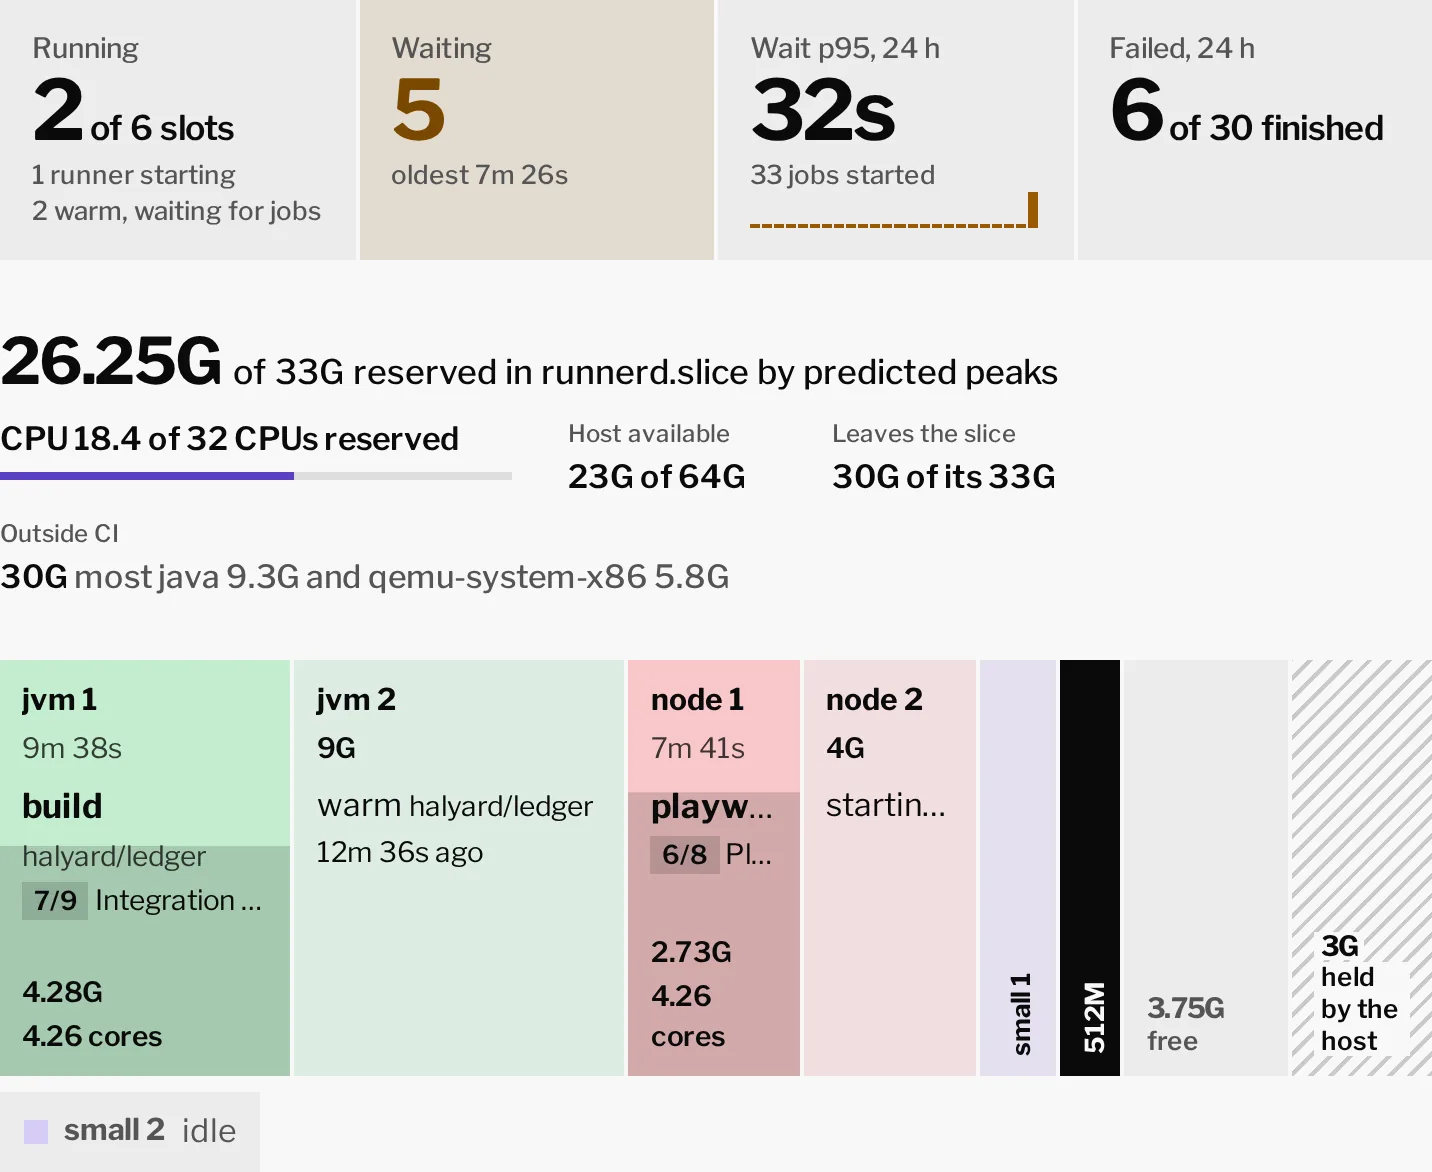 Running
2 of 6 slots
1 runner starting
2 warm, waiting for jobs
Waiting
5
oldest 7m 26s
Wait p95, 24 h
32s
33 jobs started
Failed, 24 h
6 of 30 finished
26.25G of 33G reserved in runnerd.slice by predicted peaks
CPU 18.4 of 32 CPUs reserved
Host available
23G of 64G
Leaves the slice
30G of its 33G
Outside CI
30G most java 9.3G and qemu-system-x86 5.8G
jvm 1
9m 38s
build
halyard/ledger
7/9 Integration ...
4.28G
4.26 cores
jvm 2
9G
warm halyard/ledger
12m 36s ago
node 1
7m 41s
playw...
6/8 Pl...
2.73G
4.26
cores
node 2
4G
startin...
small 1
512M
3.75G
free
3G
held
by the
host
small 2 idle